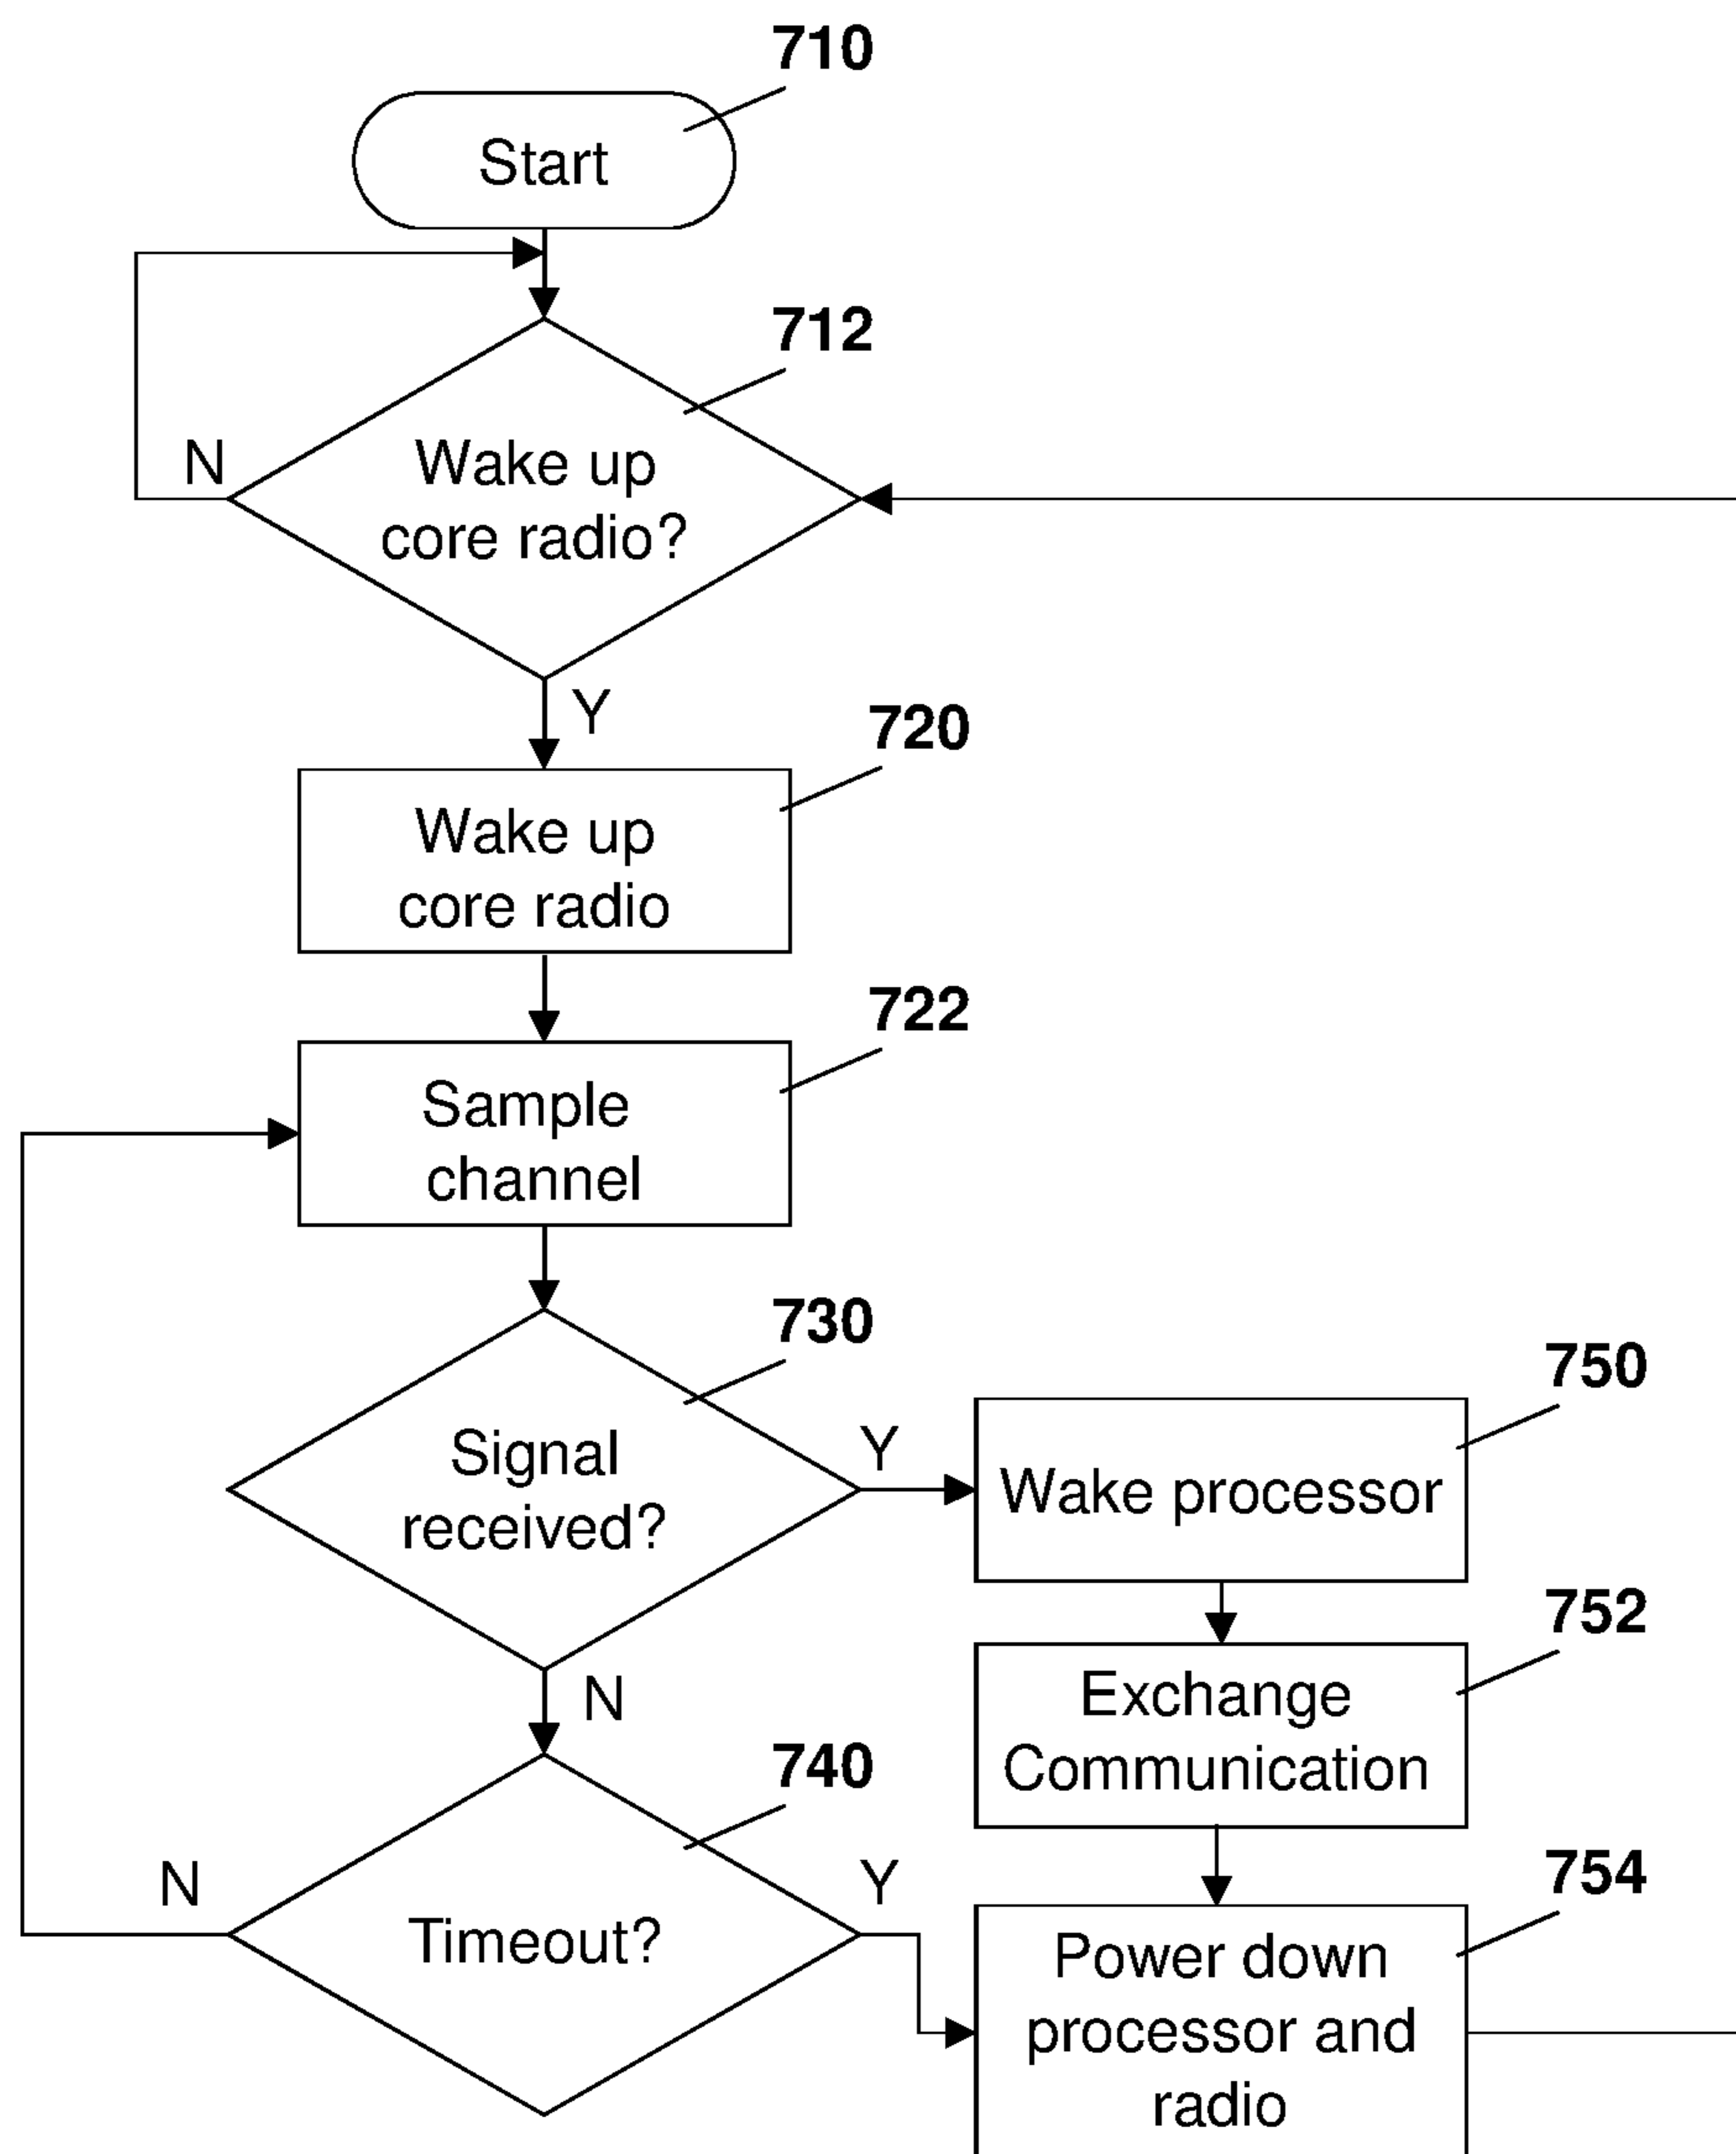 710
Start
712
Wake up
core radio?
N
Y
720
Wake up
core radio
722
Sample
channel
730
Signal
received?
Y
N
750
Wake processor
752
Exchange
Communication
740
Timeout?
N
Y
754
Power down
processor and
radio